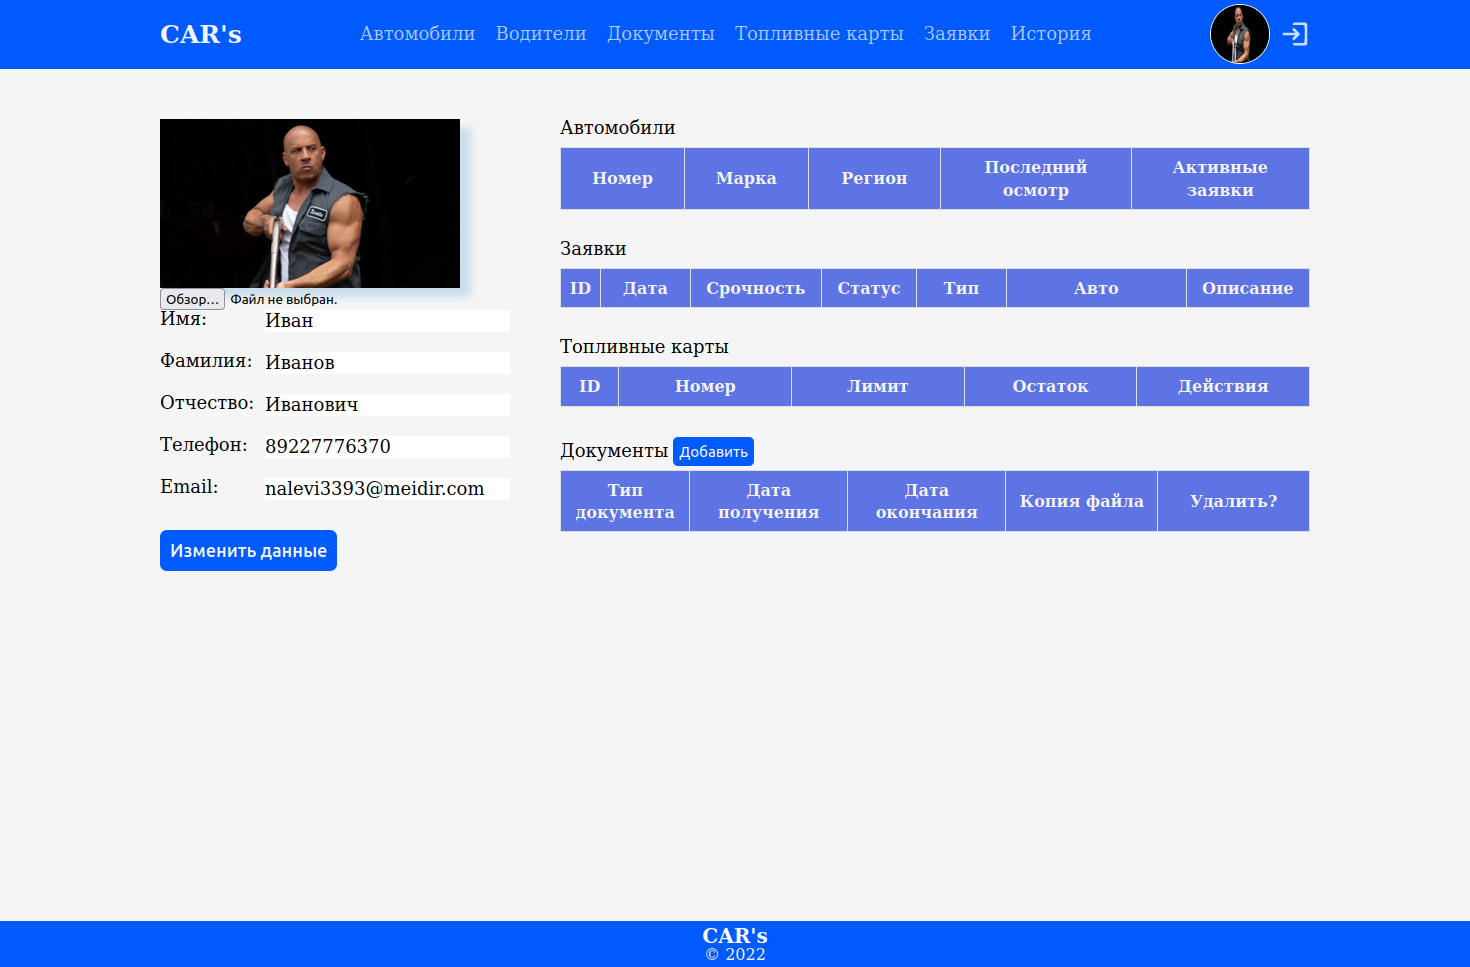 CAR's Автомобили Водители Документы Топливные карты Заявки История
Обзор... Файл не выбран.
Имя: Иван
Фамилия: Иванов
Отчество: Иванович
Телефон: 89227776370
Email: nalevi3393@meidir.com
Изменить данные
Автомобили
Номер Марка Регион Последний осмотр Активные заявки
Заявки
ID Дата Срочность Статус Тип Авто Описание
Топливные карты
ID Номер Лимит Остаток Действия
Документы Добавить
Тип документа Дата получения Дата окончания Копия файла Удалить?
CAR's
© 2022